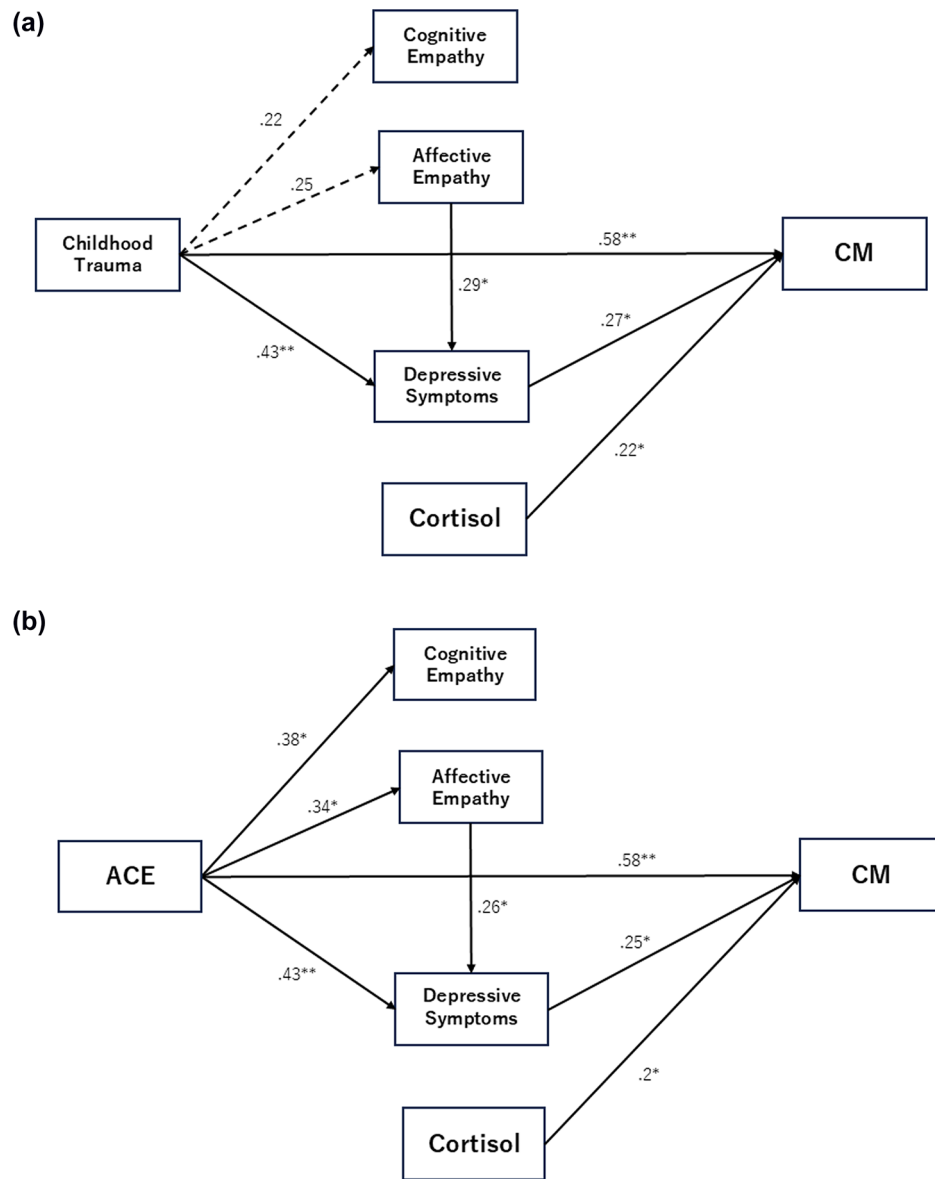 (a)
Cognitive
Empathy
.22
Affective
Empathy
.25
Childhood
Trauma
.58**
CM
.29*
.27*
.43**
Depressive
Symptoms
.22*
Cortisol
(b)
Cognitive
Empathy
.38*
Affective
Empathy
.34*
ACE
.58**
CM
.26*
.25*
.43**
Depressive
Symptoms
.2*
Cortisol